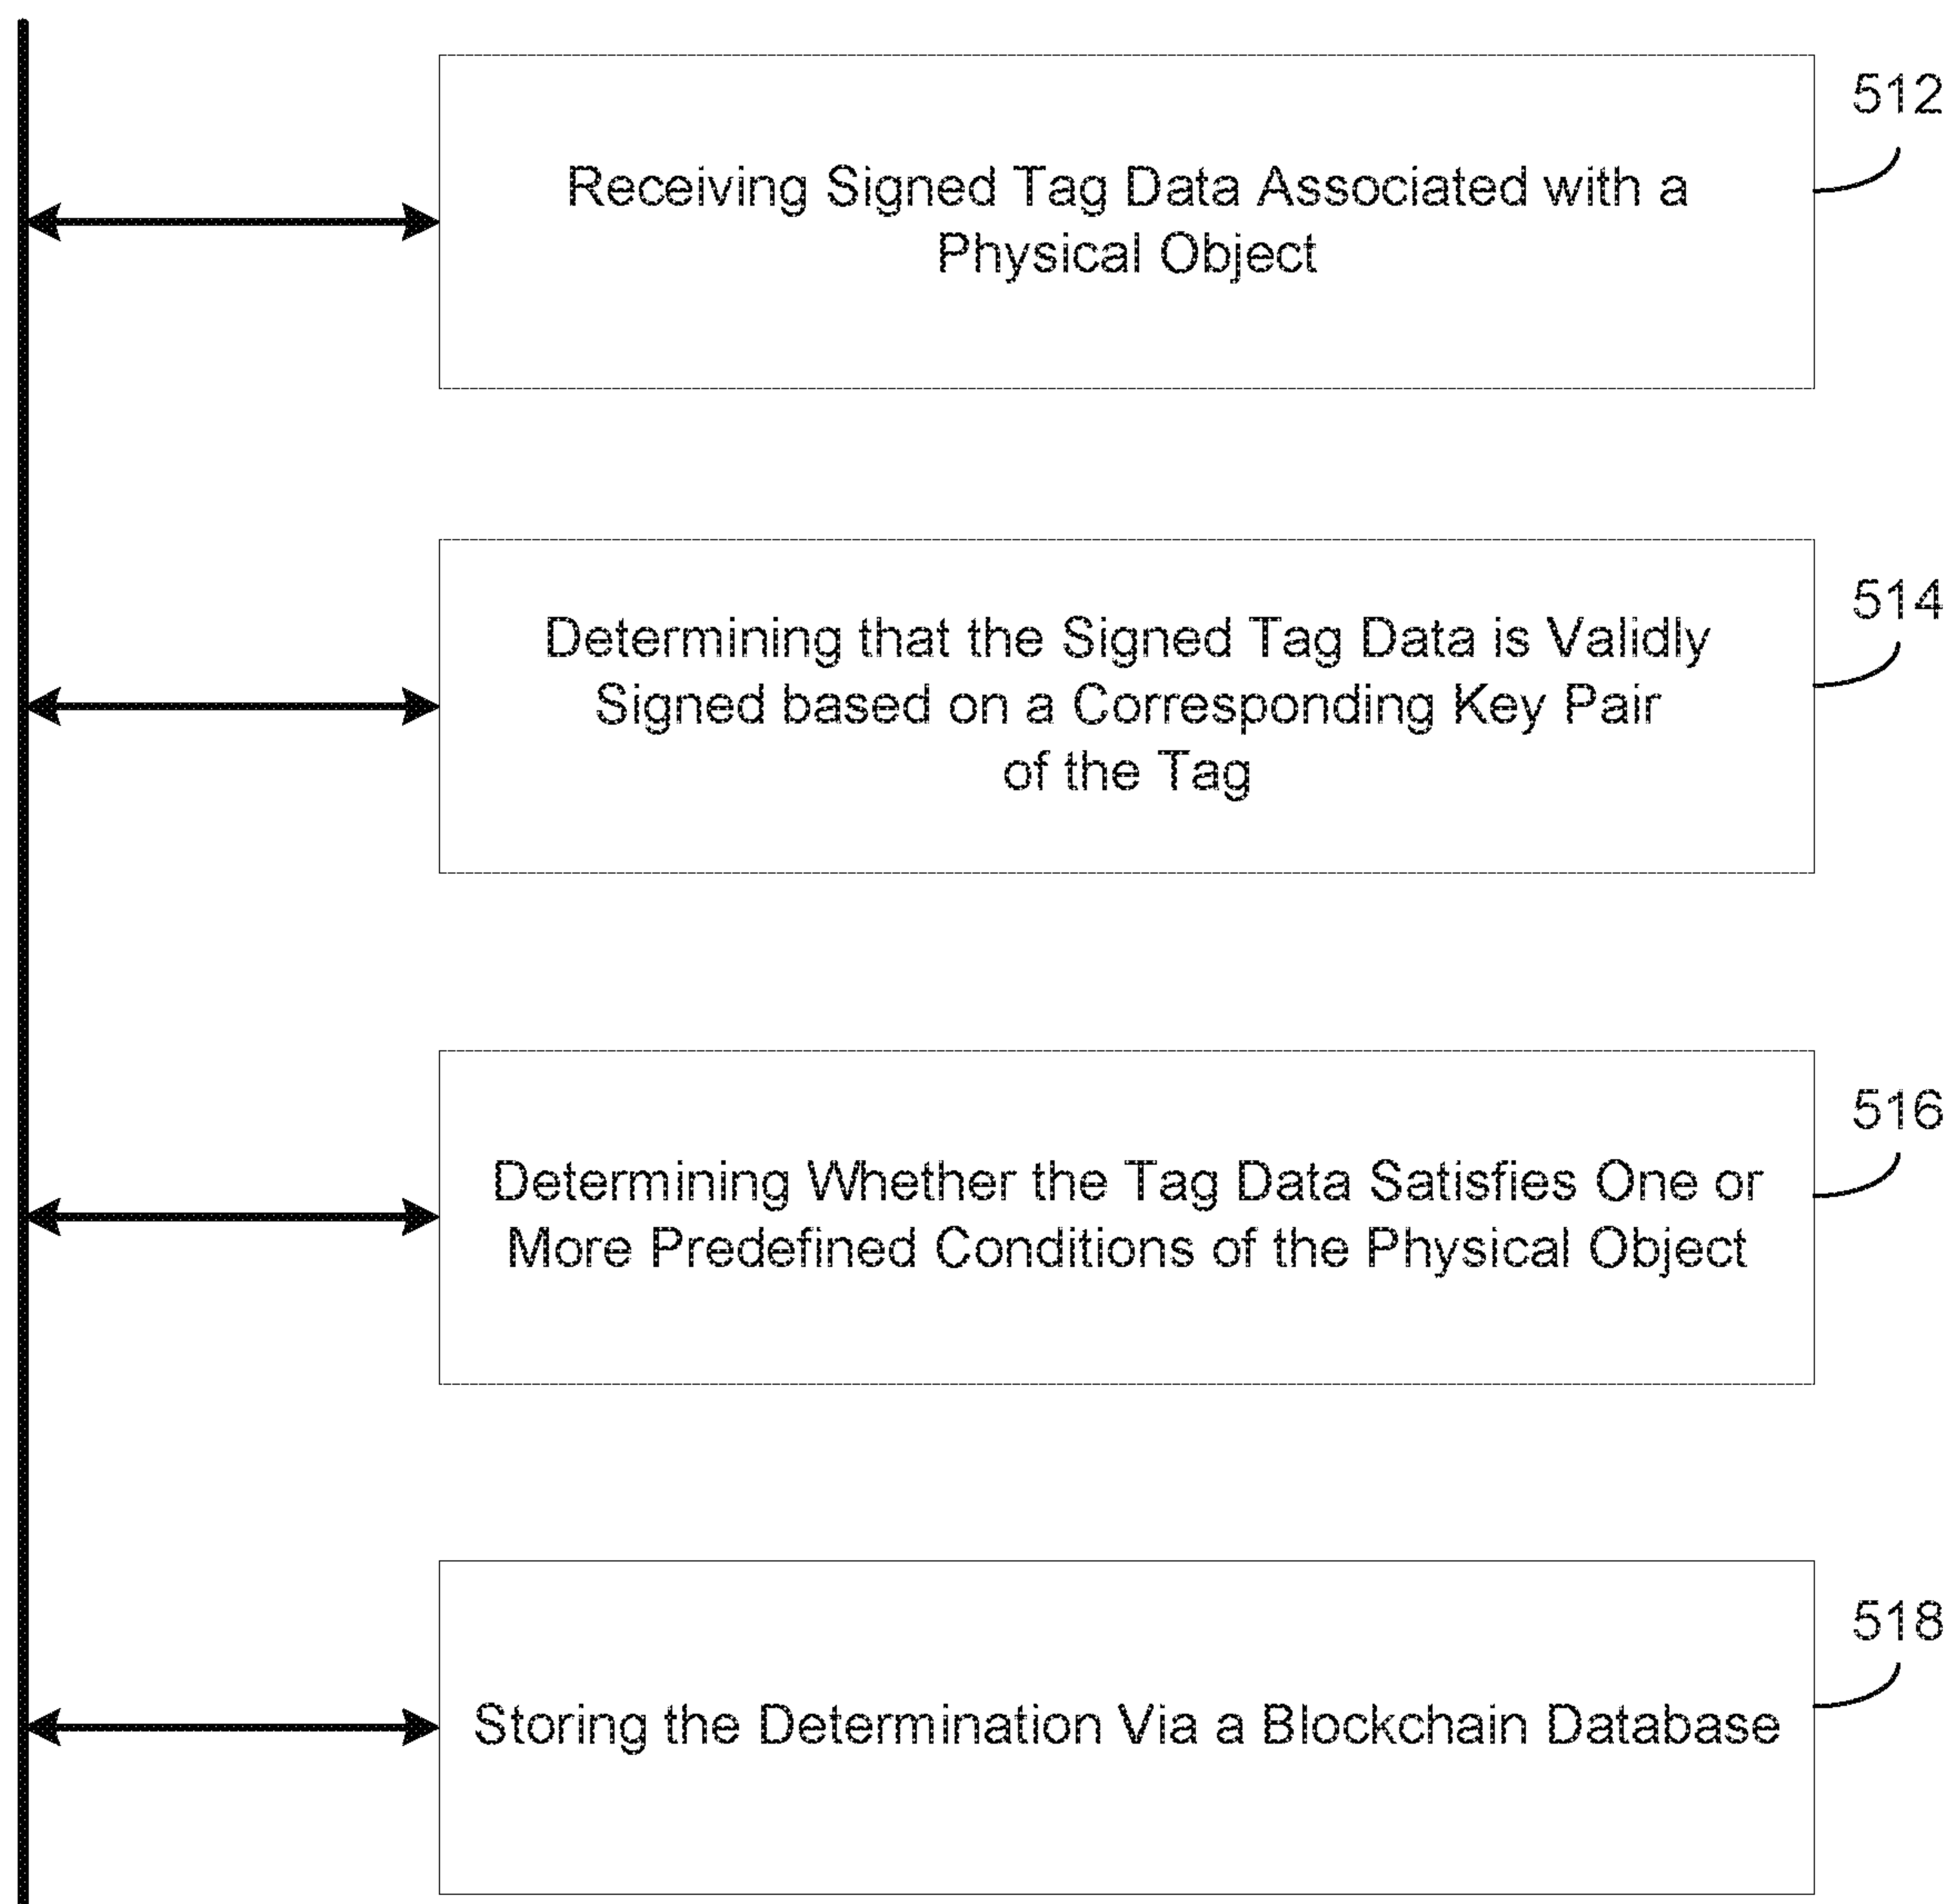 512
Receiving Signed Tag Data Associated with a
Physical Object
514
Determining that the Signed Tag Data is Validly
Signed based on a Corresponding Key Pair
of the Tag
516
Determining Whether the Tag Data Satisfies One or
More Predefined Conditions of the Physical Object
518
Storing the Determination Via a Blockchain Database